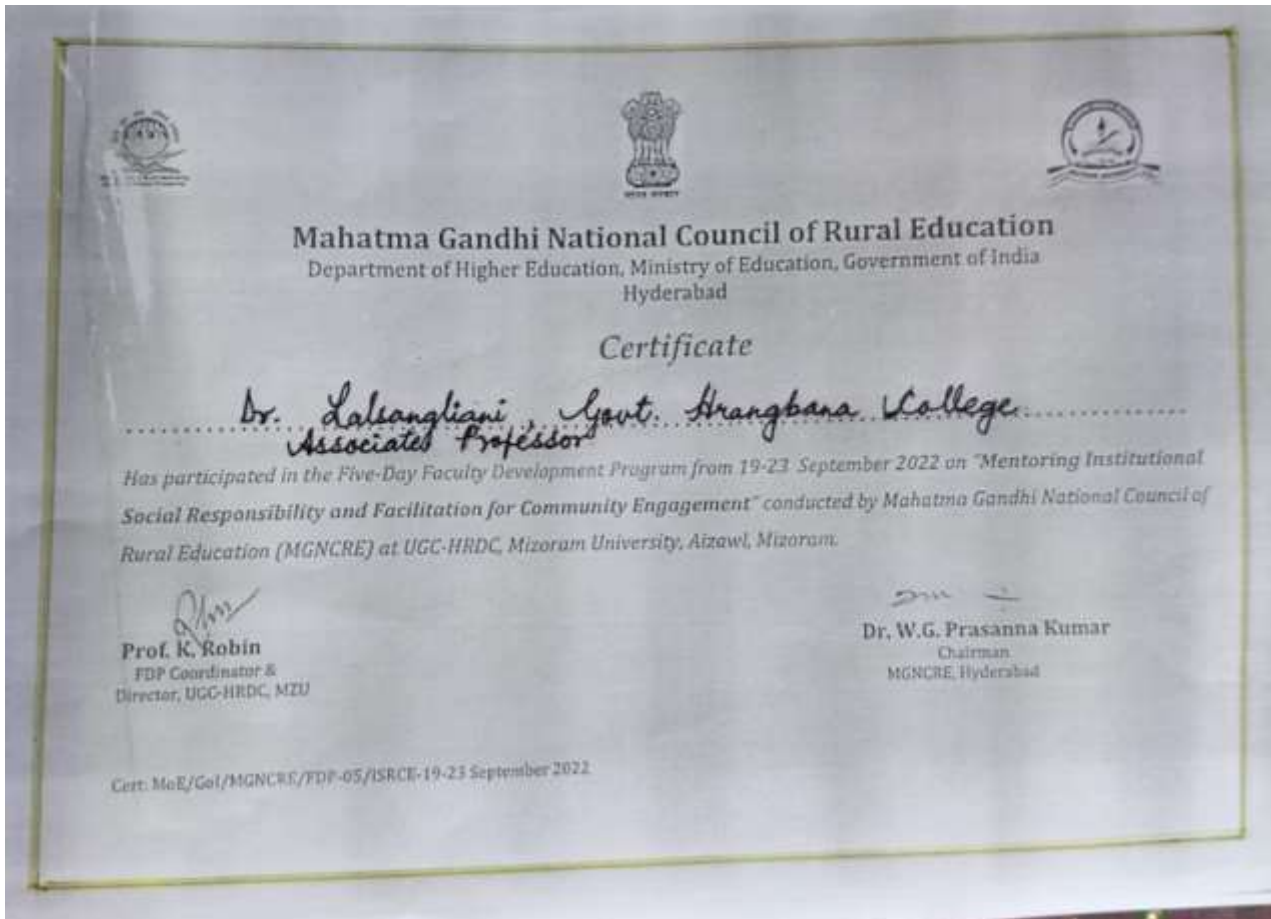 Mahatma Gandhi National Council of Rural Education
Department of Higher Education, Ministry of Education, Government of India
Hyderabad
Certificate
Dr. Lalsangliani, Govt. Hrangbana College
Associated Professor
Has participated in the Five-Day Faculty Development Program from 19-23 September 2022 on "Mentoring Institutional
Social Responsibility and Facilitation for Community Engagement" conducted by Mahatma Gandhi National Council of
Rural Education (MGNCRE) at UGC-HRDC, Mizoram University, Aizawl, Mizoram.
Prof. K. Robin
FDP Coordinator &
Director, UGC-HRDC, MZU
Dr. W.G. Prasanna Kumar
Chairman
MGNCRE, Hyderabad
Cert: MoE/GoI/MGNCRE/FDP-05/ISRCE-19-23 September 2022